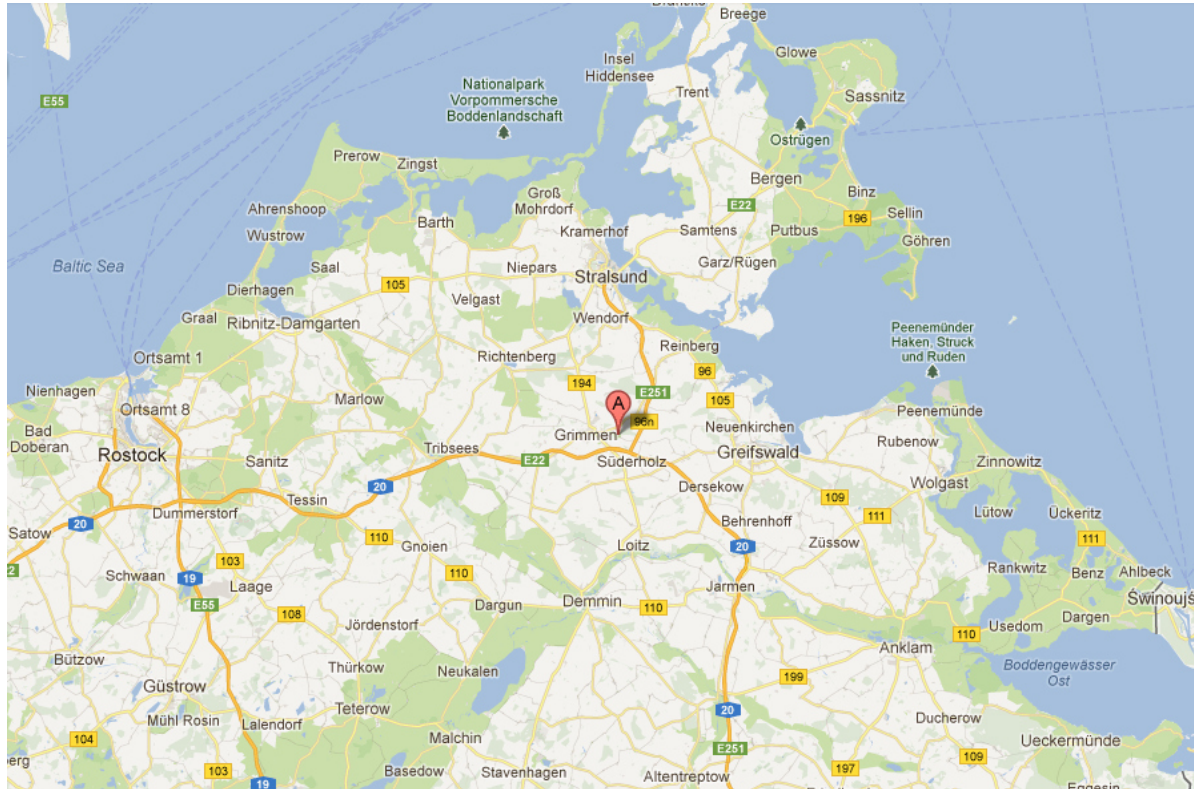 Breege
Glowe
Insel
Hiddensee
Trent
Sassnitz
E55
Nationalpark
Vorpommersche
Boddenlandschaft
Ostrügen
Prerow
Zingst
Bergen
Binz
Groß
Mohrdorf
E22
196
Sellin
Ahrenshoop
Barth
Kramerhof
Samtens
Putbus
Göhren
Wustrow
Baltic Sea
Saal
Niepars
Stralsund
Garz/Rügen
105
Dierhagen
Velgast
Graal
Ribnitz-Damgarten
Wendorf
Peenemünder
Haken, Struck
und Ruden
Ortsamt 1
Richtenberg
Reinberg
96
194
E251
Nienhagen
Marlow
105
Ortsamt 8
A
96n
Peenemünde
Bad
Doberan
Grimmen
Neuenkirchen
Rubenow
Rostock
Tribsees
E22
Süderholz
Greifswald
Sanitz
Zinnowitz
20
Dersekow
Wolgast
Tessin
109
Dummerstorf
111
Lütow
Ückeritz
20
Satow
Behrenhoff
110
Gnoien
Loitz
20
Züssow
111
103
2
Schwaan
19
Laage
110
Jarmen
Rankwitz
Benz
Ahlbeck
E55
Dargun
Demmin
110
Świnoujś
108
Jördenstorf
Usedom
Dargen
110
Bützow
Thürkow
Neukalen
Anklam
Boddengewässer
Ost
Güstrow
199
Mühl Rosin
Lalendorf
Teterow
20
Ducherow
104
Malchin
E251
Ueckermünde
erg
103
Basedow
Stavenhagen
Altentreptow
197
109
19